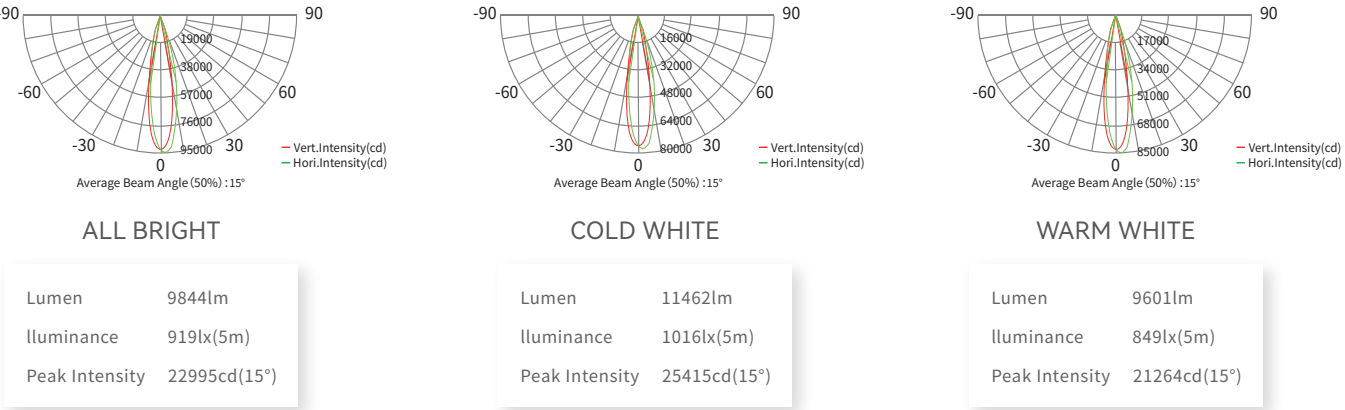 -90
90
19000
38000
57000
76000
95000
-60
60
-30
30
0
Vert.Intensity(cd)
Hori.Intensity(cd)
Average Beam Angle (50%) :15°
ALL BRIGHT
Lumen 9844lm
lluminance 919lx(5m)
Peak Intensity 22995cd(15°)
-90
90
16000
32000
48000
64000
80000
-60
60
-30
30
0
Vert.Intensity(cd)
Hori.Intensity(cd)
Average Beam Angle (50%) :15°
COLD WHITE
Lumen 11462lm
lluminance 1016lx(5m)
Peak Intensity 25415cd(15°)
-90
90
17000
34000
51000
68000
85000
-60
60
-30
30
0
Vert.Intensity(cd)
Hori.Intensity(cd)
Average Beam Angle (50%) :15°
WARM WHITE
Lumen 9601lm
lluminance 849lx(5m)
Peak Intensity 21264cd(15°)